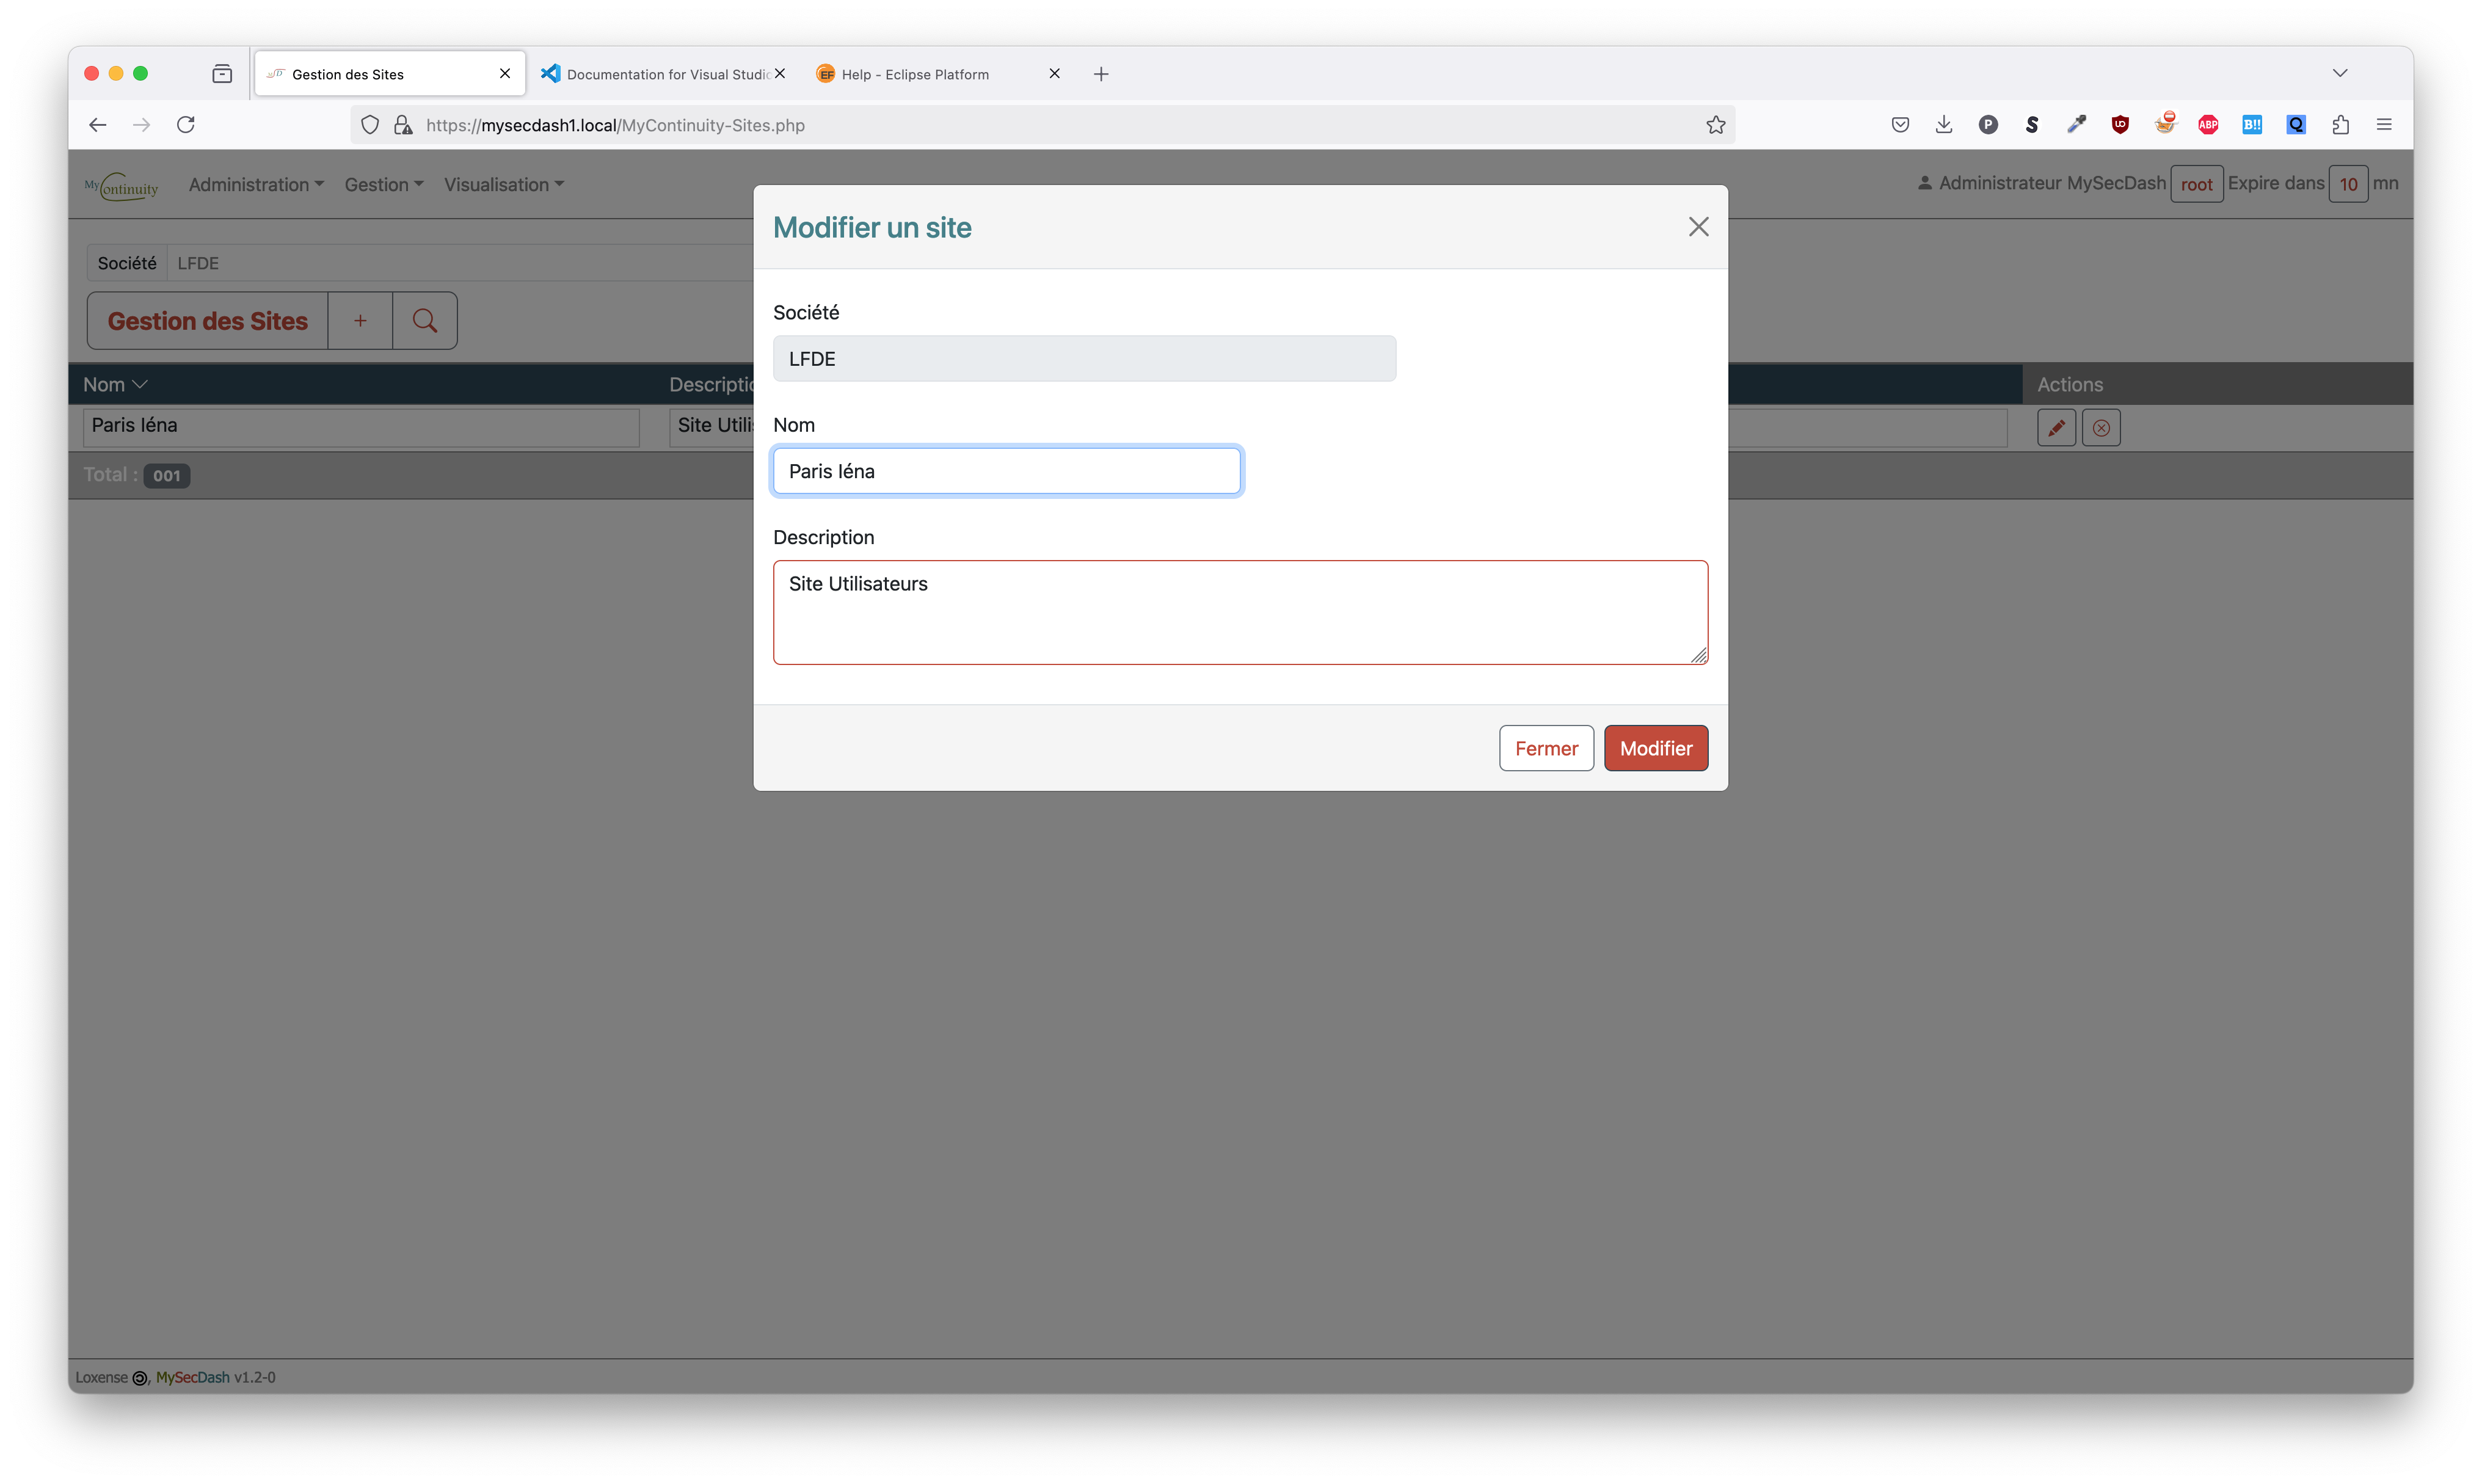 Gestion des Sites
Documentation for Visual Studio
Help - Eclipse Platform
https://mysecdash1.local/MyContinuity-Sites.php
MyContinuity Administration Gestion Visualisation
Administrateur MySecDash root Expire dans 10 mn
Société LFDE
Gestion des Sites +
Nom Descriptio Actions
Paris Iéna Site Utili
Total : 001
Modifier un site
Société
LFDE
Nom
Paris Iéna
Description
Site Utilisateurs
Fermer Modifier
Loxense, MySecDash v1.2-0